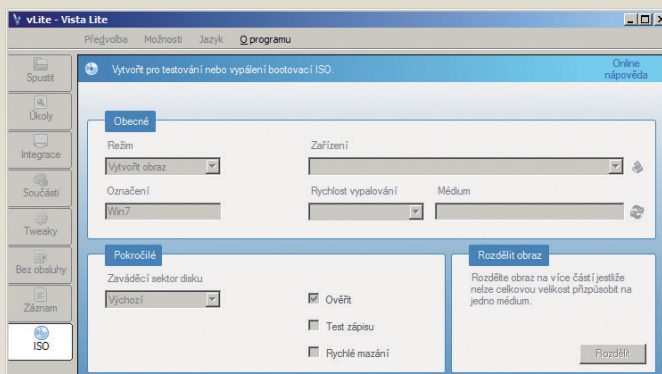 vLite - Vista Lite
Předvolba Možnosti Jazyk O programu
Spustit
Úkoly
Integrace
Součásti
Tweaky
Bez obsluhy
Záznam
ISO
Vytvoří pro testování nebo vypálení bootovací ISO.
Online
nápověda
Obecné
Režim
Zařízení
Vytvořit obraz
Označení
Rychlost vypalování
Médium
Win7
Pokročilé
Zaváděcí sektor disku
Výchozí
Ověřit
Test zápisu
Rychlé mazání
Rozdělit obraz
Rozdělte obraz na více částí jestliže
nelze celkovou velikost přizpůsobit na
jedno médium.
Rozdělit